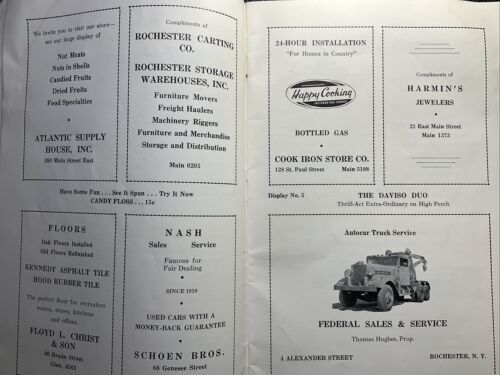 We invite you to visit our store—
see our large display of
Nut Meats
Nuts in Shells
Candied Fruits
Dried Fruits
Food Specialties
ATLANTIC SUPPLY
HOUSE, INC.
380 Main Street East
Compliments of
ROCHESTER CARTING
CO.
ROCHESTER STORAGE
WAREHOUSES, INC.
Furniture Movers
Freight Haulers
Machinery Riggers
Furniture and Merchandise
Storage and Distribution
Main 0205
Have Some Fun . . . See It Spun . . . Try It Now
CANDY FLOSS . . . 15c
FLOORS
Oak Floors Installed
Old Floors Refinished
KENNEDY ASPHALT TILE
HOOD RUBBER TILE
The perfect floor for recreation
rooms, stores, kitchens
and offices.
FLOYD L. CHRIST
& SON
Regina Street
Glen. 4563
NASH
Sales Service
Famous for
Fair Dealing
SINCE 1919
USED CARS WITH A
MONEY-BACK GUARANTEE
SCHOEN BROS.
68 Genesee Street
24-HOUR INSTALLATION
"For Homes in Country"
Happy Cooking
BOTTLED GAS
COOK IRON STORE CO.
128 St. Paul Street Main 5188
Compliments of
HARMIN'S
JEWELERS
21 East Main Street
Main 1373
Display No. 5 THE DAVISO DUO
Thrill-Act Extra-Ordinary on High Perch
Autocar Truck Service
FEDERAL SALES & SERVICE
Thomas Hughes, Prop.
4 ALEXANDER STREET ROCHESTER, N. Y.